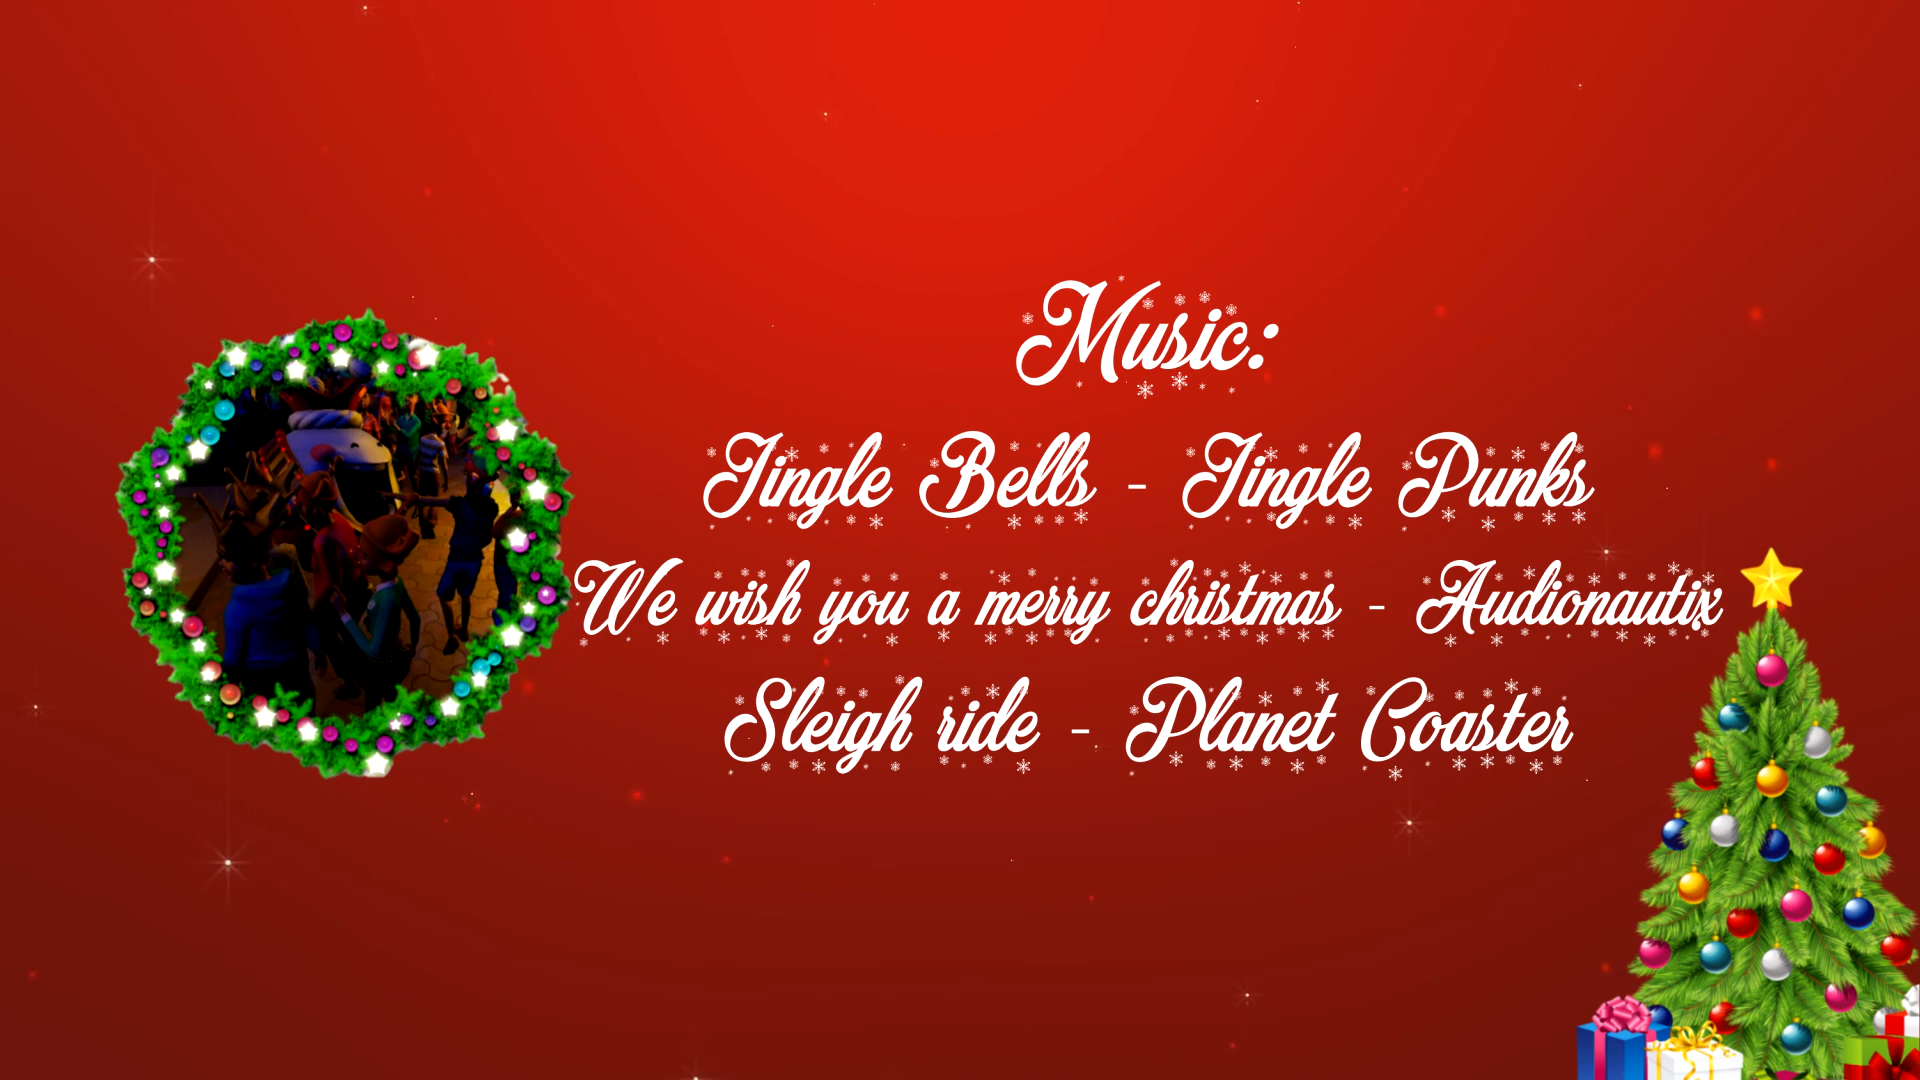 Music:
Jingle Bells - Jingle Punks
We wish you a merry christmas - Audionautix
Sleigh ride - Planet Coaster